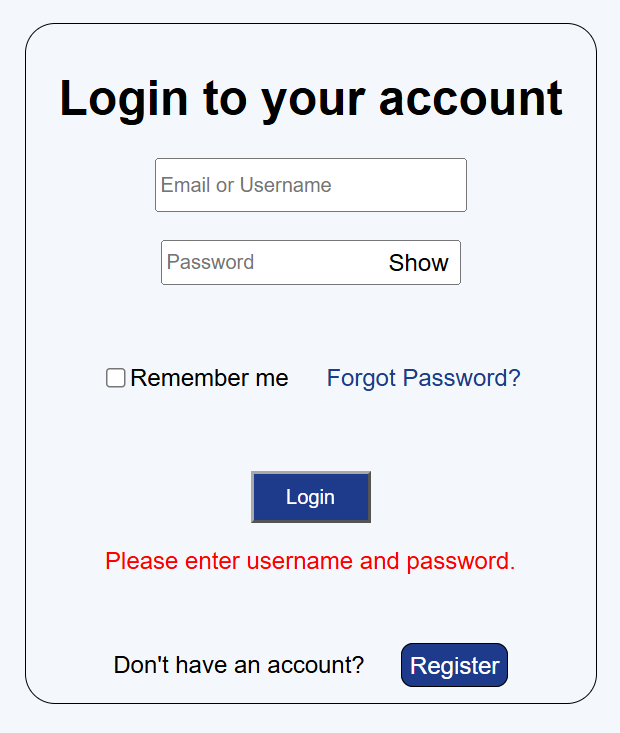 Login to your account
Email or Username
Password Show
Remember me Forgot Password?
Login
Please enter username and password.
Don't have an account? Register